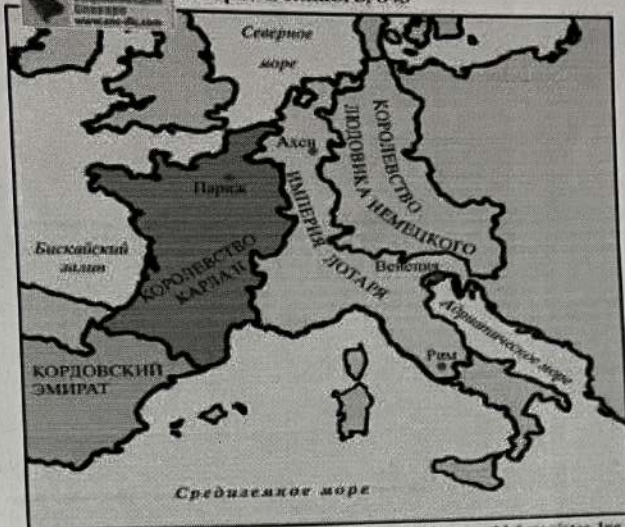 Северное
море
Ахен
Париж
КОРОЛЕВСТВО
ЛЮДОВИКА НЕМЕЦКОГО
ИМПЕРИЯ ЛОТАРЯ
Бискайский
залив
КОРОЛЕВСТВО
КАРЛА II
Венеция
Адриатическое море
Рим
КОРДОВСКИЙ
ЭМИРАТ
Средиземное море